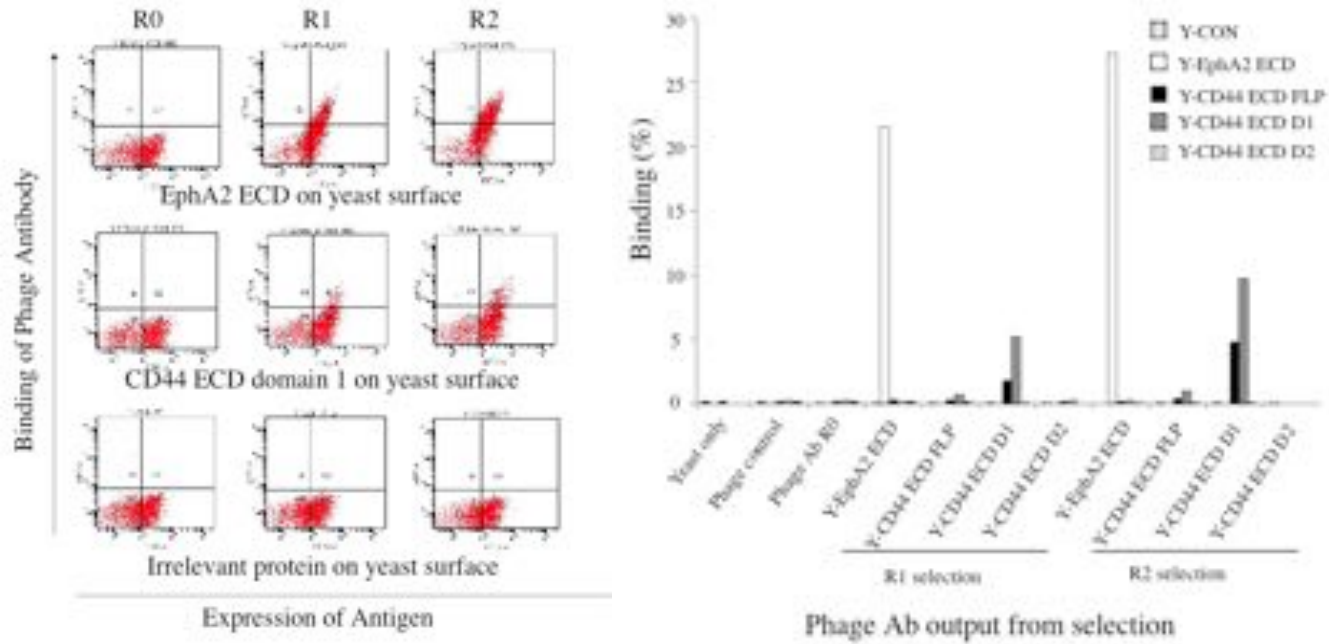 R0 R1 R2
Binding of Phage Antibody
EphA2 ECD on yeast surface
CD44 ECD domain 1 on yeast surface
Irrelevant protein on yeast surface
Expression of Antigen
Binding (%)
30
25
20
15
10
5
0
Y-CON
Y-EphA2 ECD
Y-CD44 ECD FLP
Y-CD44 ECD D1
Y-CD44 ECD D2
Yeast only
Phage control
Phage Ab R0
Y-EphA2 ECD
Y-CD44 ECD FLP
Y-CD44 ECD D1
Y-CD44 ECD D2
Y-EphA2 ECD
Y-CD44 ECD FLP
Y-CD44 ECD D1
Y-CD44 ECD D2
R1 selection
R2 selection
Phage Ab output from selection